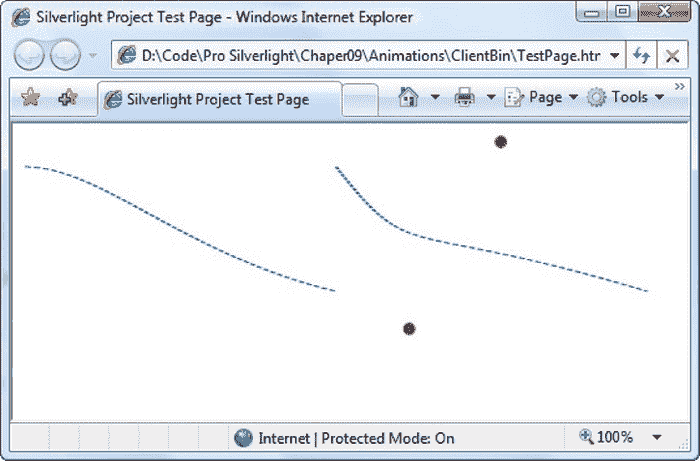 Silverlight Project Test Page - Windows Internet Explorer
D:\Code\Pro Silverlight\Chaper09\Animations\ClientBin\TestPage.htm
Silverlight Project Test Page
Page
Tools
Internet | Protected Mode: On
100%